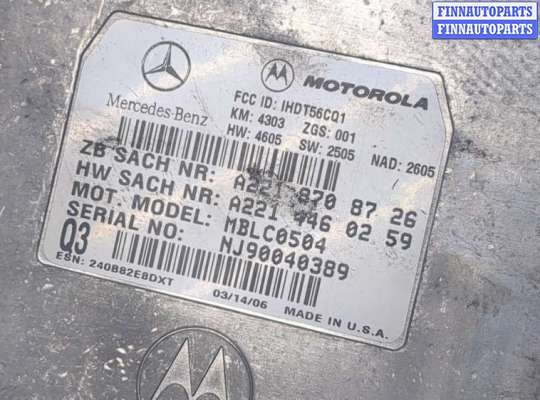 FINNAUTOPARTS
FINNAUTOPARTS
Mercedes-Benz
MOTOROLA
FCC ID: IHDT56CQ1
KM: 4303 ZGS: 001
HW: 4605 SW: 2505 NAD: 2605
ZB SACH NR: A221 870 87 26
HW SACH NR: A221 446 02 59
MOT. MODEL: MBLC0504
SERIAL NO: NJ90040389
Q3
ESN: 240B82E8DXT
03/14/06 MADE IN U.S.A.